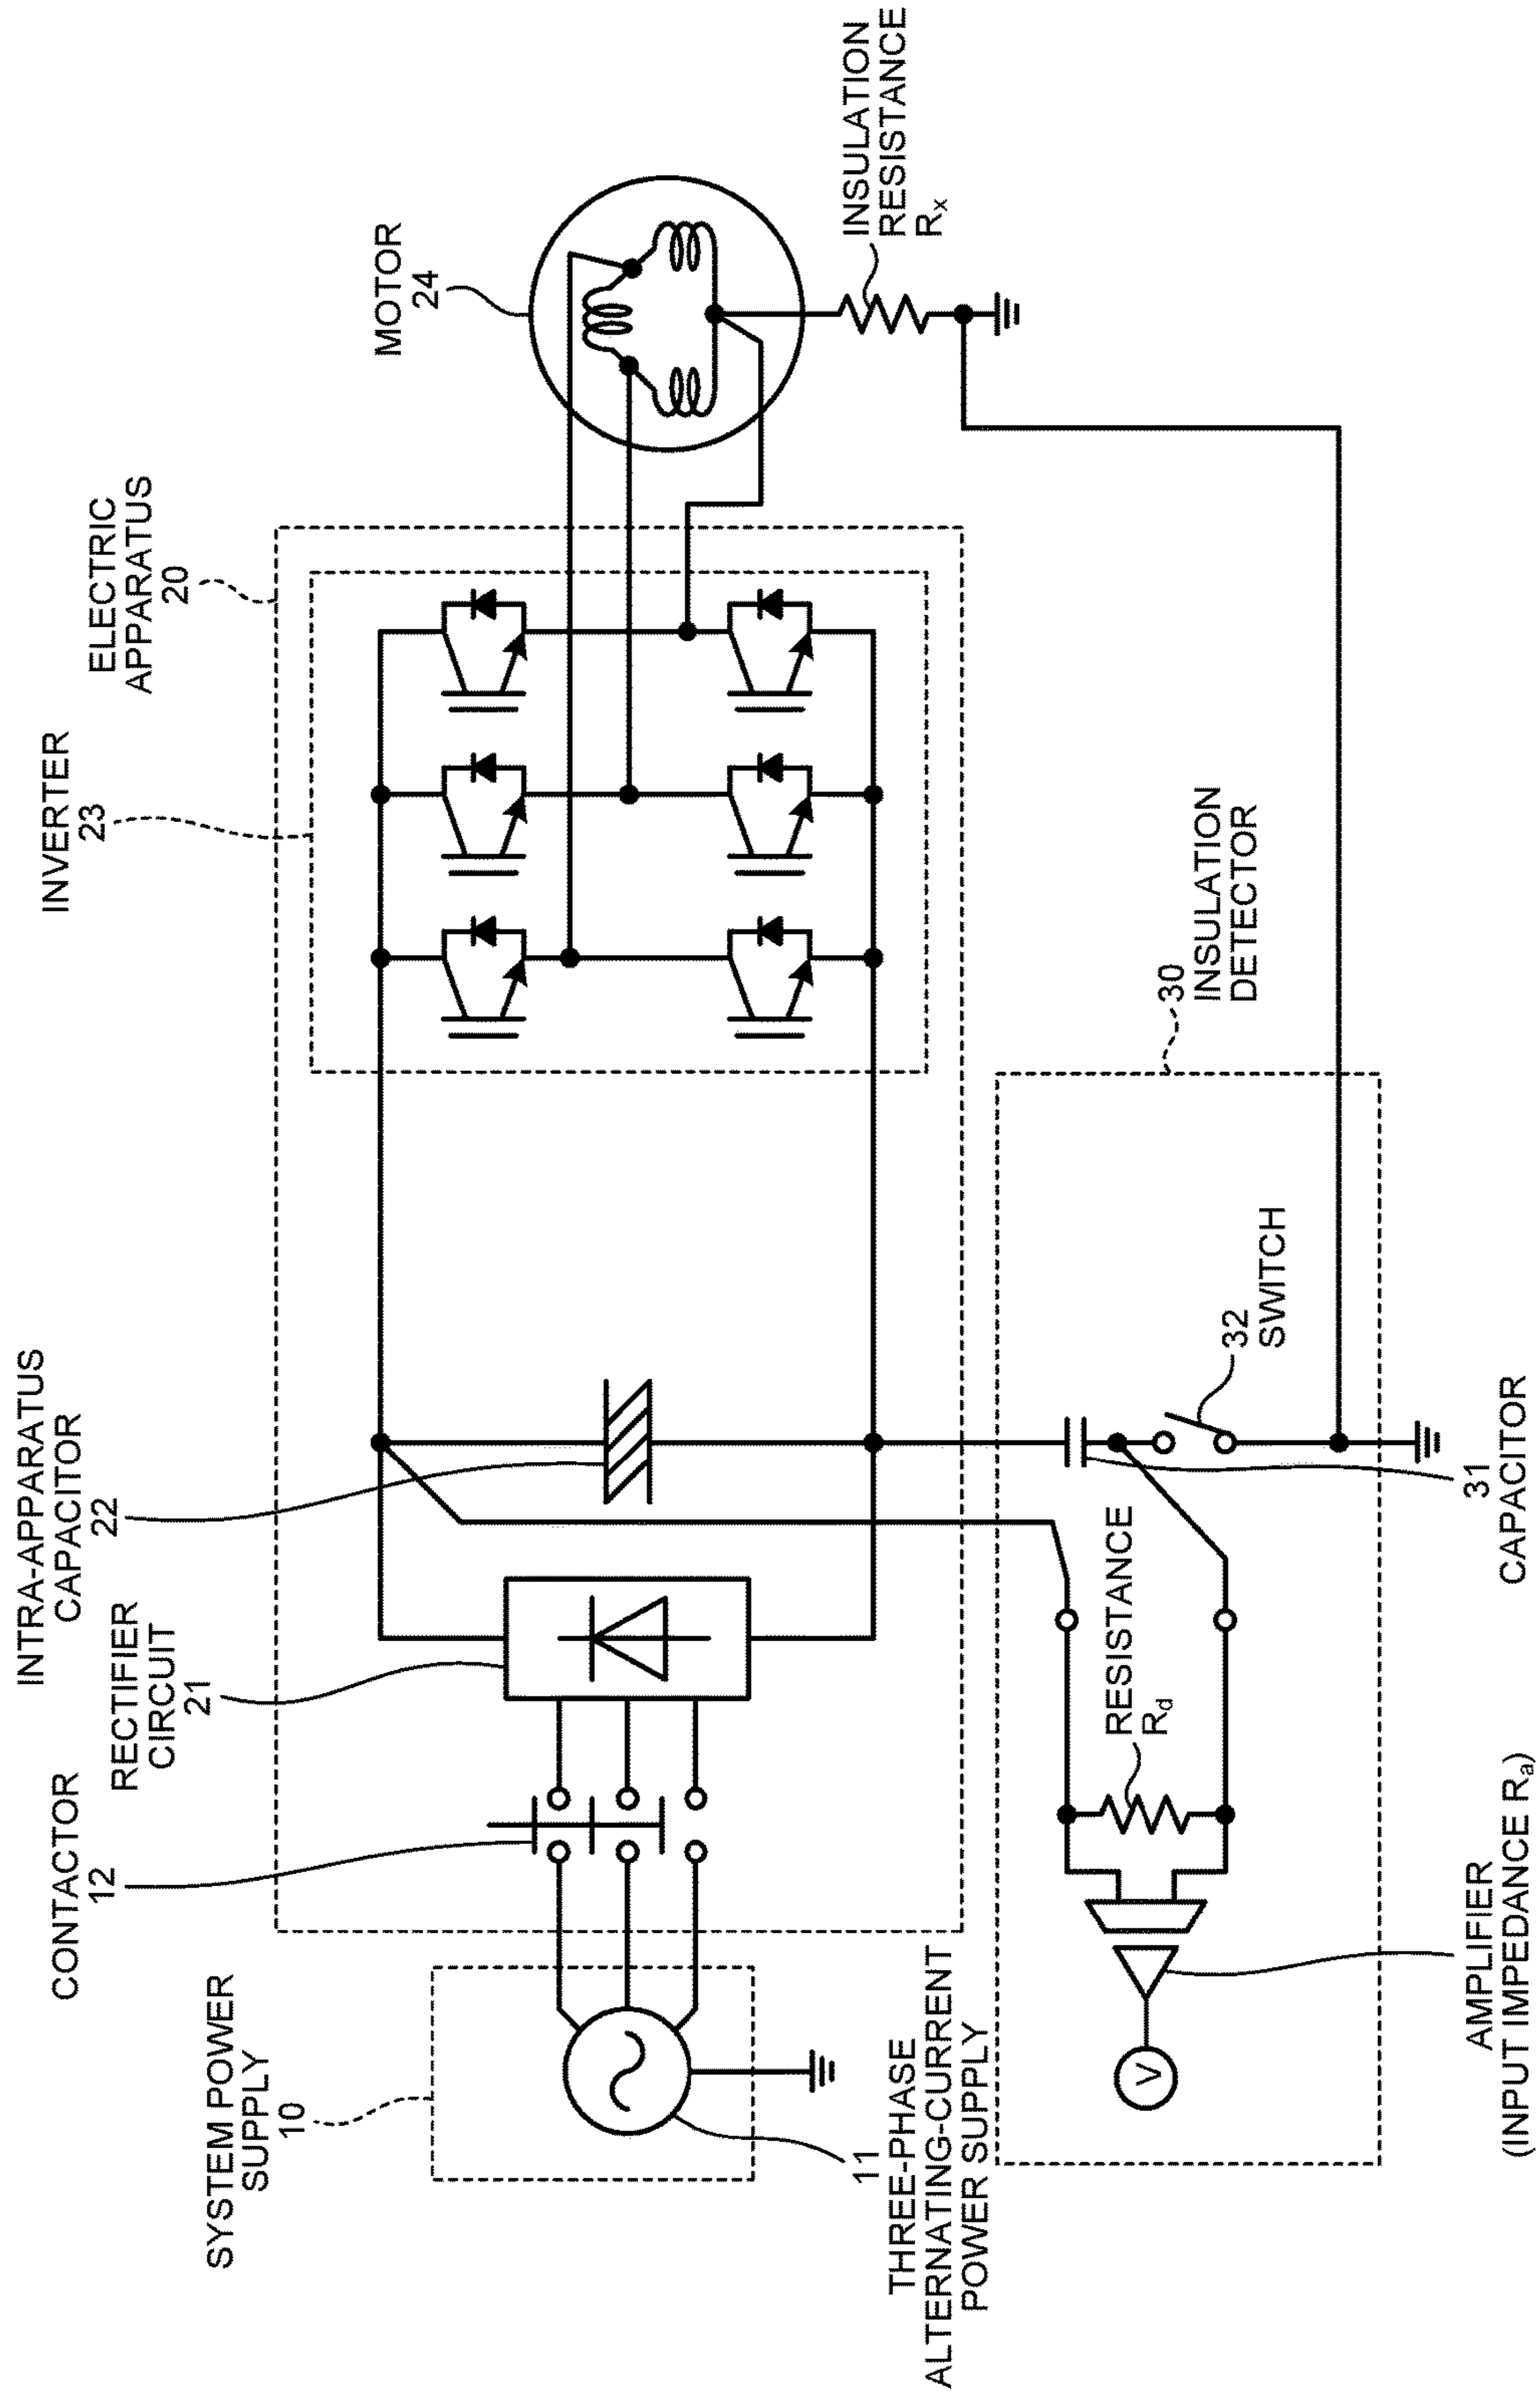 SYSTEM POWER
SUPPLY
10
CONTACTOR
12
RECTIFIER
CIRCUIT
21
INTRA-APPARATUS
CAPACITOR
22
INVERTER
23
ELECTRIC
APPARATUS
20
MOTOR
24
INSULATION
RESISTANCE
Rx
11
THREE-PHASE
ALTERNATING-CURRENT
POWER SUPPLY
30
INSULATION
DETECTOR
32
SWITCH
RESISTANCE
Rd
V
31
CAPACITOR
AMPLIFIER
(INPUT IMPEDANCE Ra)